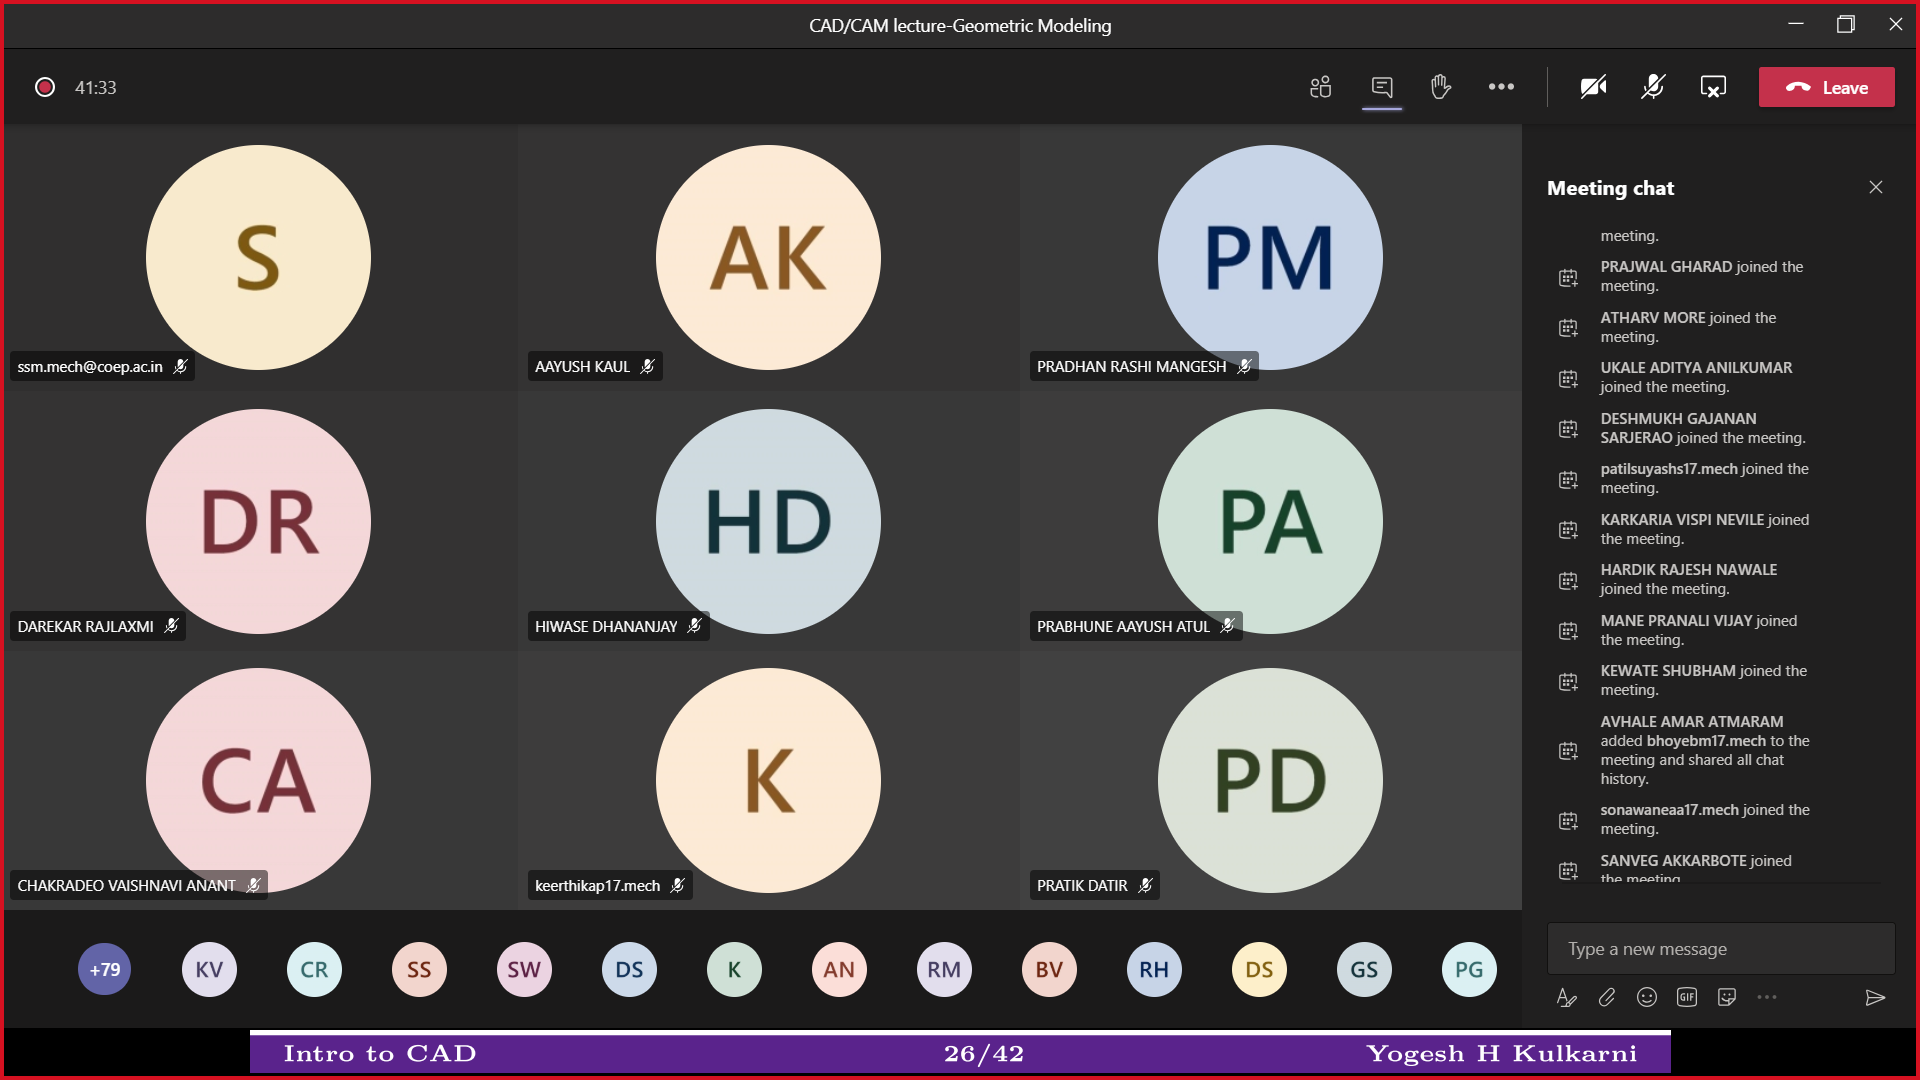 CAD/CAM lecture-Geometric Modeling
41:33
Leave
S
AK
PM
ssm.mech@coep.ac.in
AAYUSH KAUL
PRADHAN RASHI MANGESH
DR
HD
PA
DAREKAR RAJLAXMI
HIWASE DHANANJAY
PRABHUNE AAYUSH ATUL
CA
K
PD
CHAKRADEO VAISHNAVI ANANT
keerthikap17.mech
PRATIK DATIR
+79
KV
CR
SS
SW
DS
K
AN
RM
BV
RH
DS
GS
PG
Meeting chat
meeting.
PRAJWAL GHARAD joined the
meeting.
ATHARV MORE joined the
meeting.
UKALE ADITYA ANILKUMAR
joined the meeting.
DESHMUKH GAJANAN
SARJERAO joined the meeting.
patilsuyashs17.mech joined the
meeting.
KARKARIA VISPI NEVILE joined
the meeting.
HARDIK RAJESH NAWALE
joined the meeting.
MANE PRANALI VIJAY joined
the meeting.
KEWATE SHUBHAM joined the
meeting.
AVHALE AMAR ATMARAM
added bhoyebm17.mech to the
meeting and shared all chat
history.
sonawaneaa17.mech joined the
meeting.
SANVEG AKKARBOTE joined
the meeting
Type a new message
GIF
Intro to CAD
26/42
Yogesh H Kulkarni